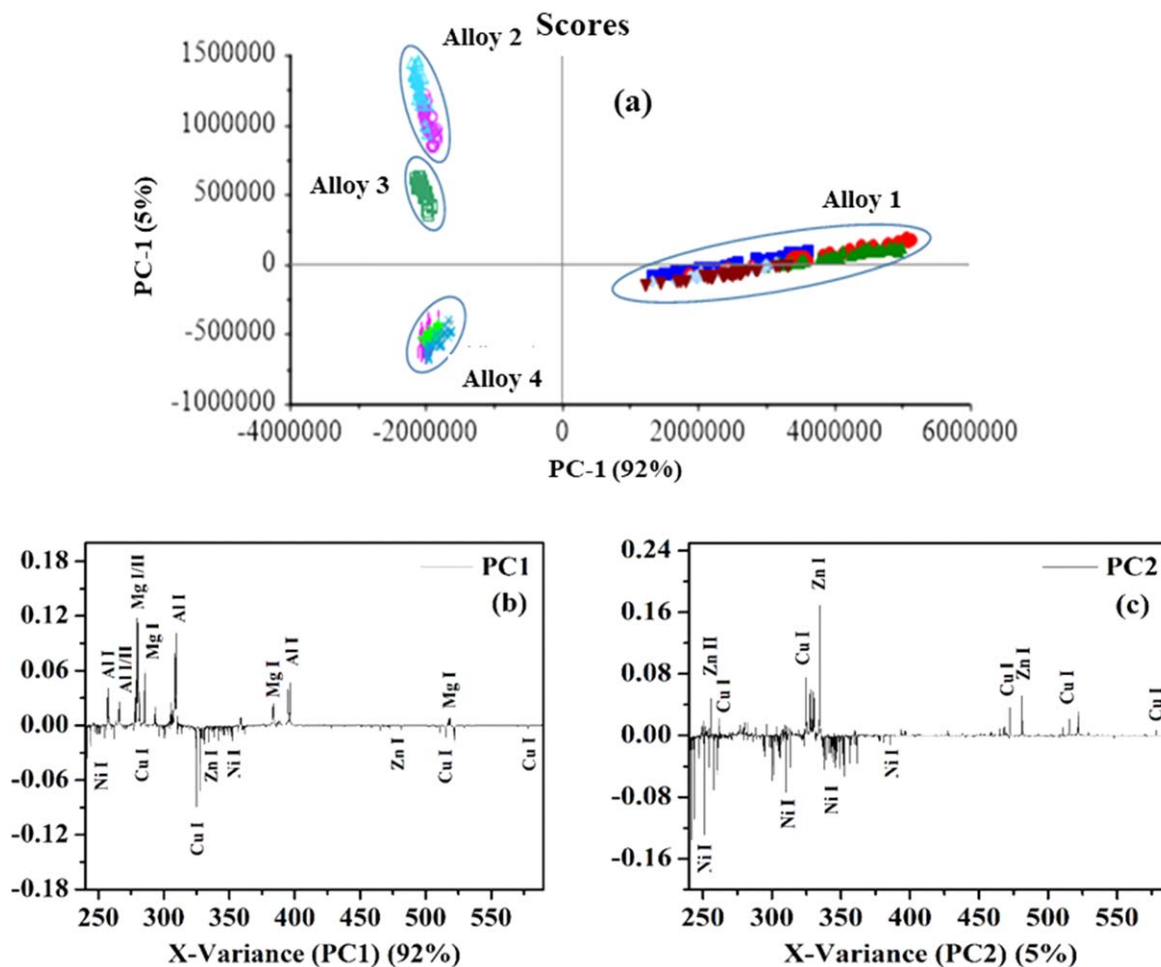 Scores
Alloy 2
(a)
1500000
1000000
500000
0
-500000
-1000000
PC-1 (5%)
Alloy 3
Alloy 1
Alloy 4
-4000000 -2000000 0 2000000 4000000 6000000
PC-1 (92%)
0.18
0.12
0.06
0.00
-0.06
-0.12
-0.18
PC1
(b)
Al I
Al I/II
Mg I/II
Mg I
Al I
Mg I
Al I
Mg I
Ni I
Cu I
Cu I
Zn I
Ni I
Zn I
Cu I
Cu I
250 300 350 400 450 500 550
X-Variance (PC1) (92%)
0.24
0.16
0.08
0.00
-0.08
-0.16
PC2
(c)
Zn II
Cu I
Cu I
Zn I
Cu I
Zn I
Cu I
Cu I
Ni I
Ni I
Ni I
Ni I
250 300 350 400 450 500 550
X-Variance (PC2) (5%)